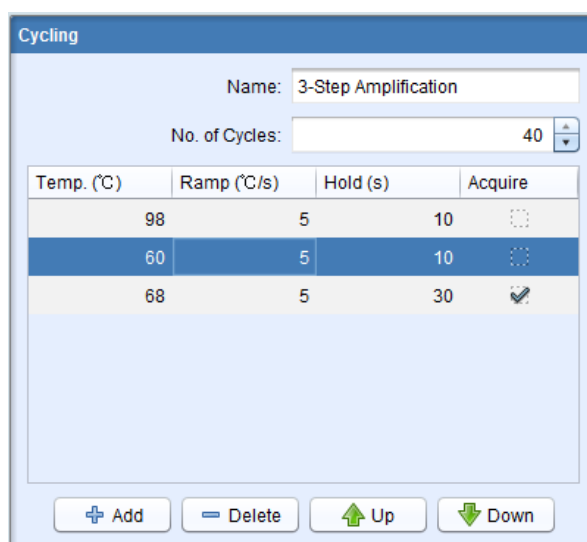 Cycling
Name: 3-Step Amplification
No. of Cycles: 40
Temp. (℃) Ramp (℃/s) Hold (s) Acquire
98 5 10
60 5 10
68 5 30
Add Delete Up Down